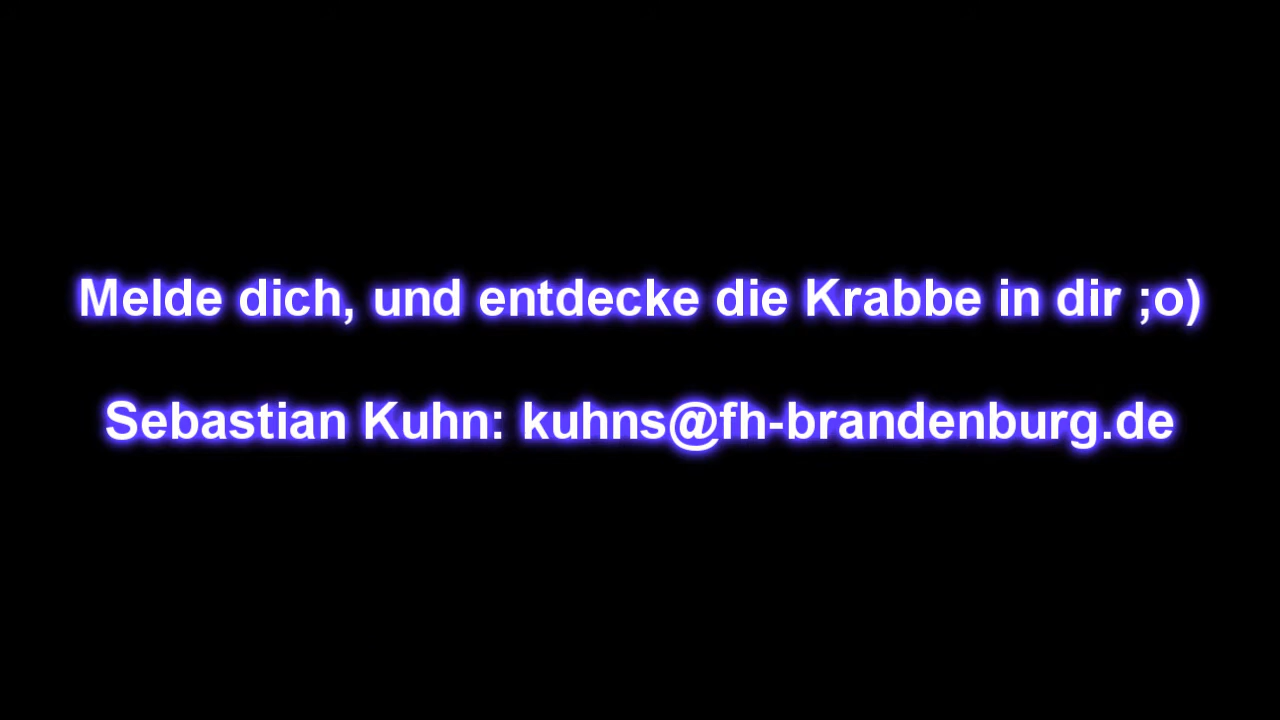 Melde dich, und entdecke die Krabbe in dir ;o)
Sebastian Kuhn: kuhns@fh-brandenburg.de